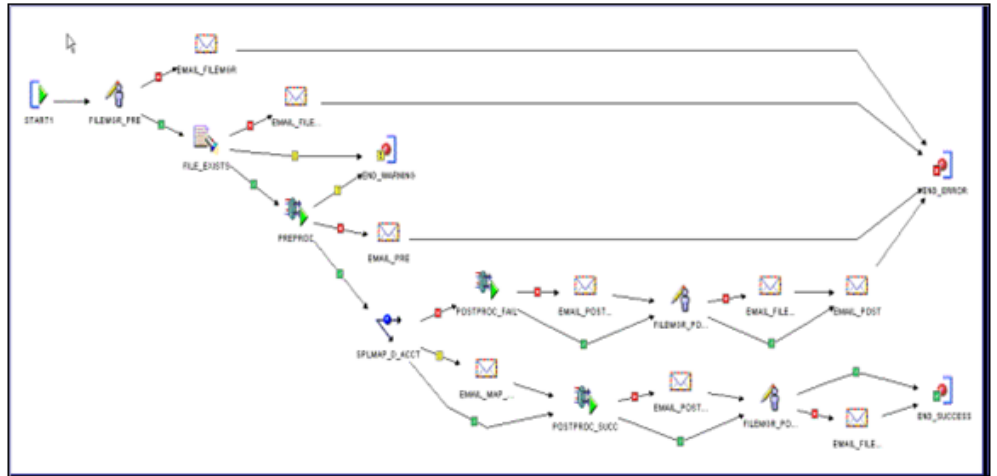 EMAIL_FILEMGR
START1
FILEMGR_PRE
EMAIL_FILE...
FILE_EXISTS
END_WARNING
END_ERROR
PREPROC
EMAIL_PRE
POSTPROC_FAIL
EMAIL_POST...
FILEMGR_PO...
EMAIL_FILE...
EMAIL_POST
SPLMAP_D_ACCT
EMAIL_MAP_...
POSTPROC_SUCC
EMAIL_POST...
FILEMGR_PO...
EMAIL_FILE...
END_SUCCESS